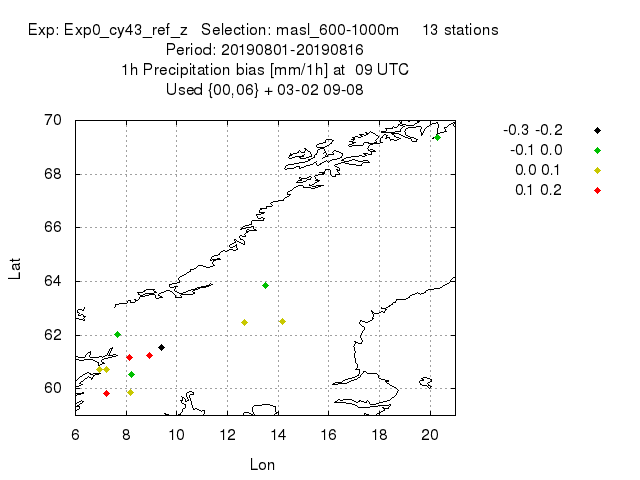 Exp: Exp0_cy43_ref_z   Selection: masl_600-1000m     13 stations
Period: 20190801-20190816
1h Precipitation bias [mm/1h] at  09 UTC
Used {00,06} + 03-02 09-08
-0.3 -0.2
-0.1 0.0
0.0 0.1
0.1 0.2
70
68
66
64
62
60
Lat
6 8 10 12 14 16 18 20
Lon